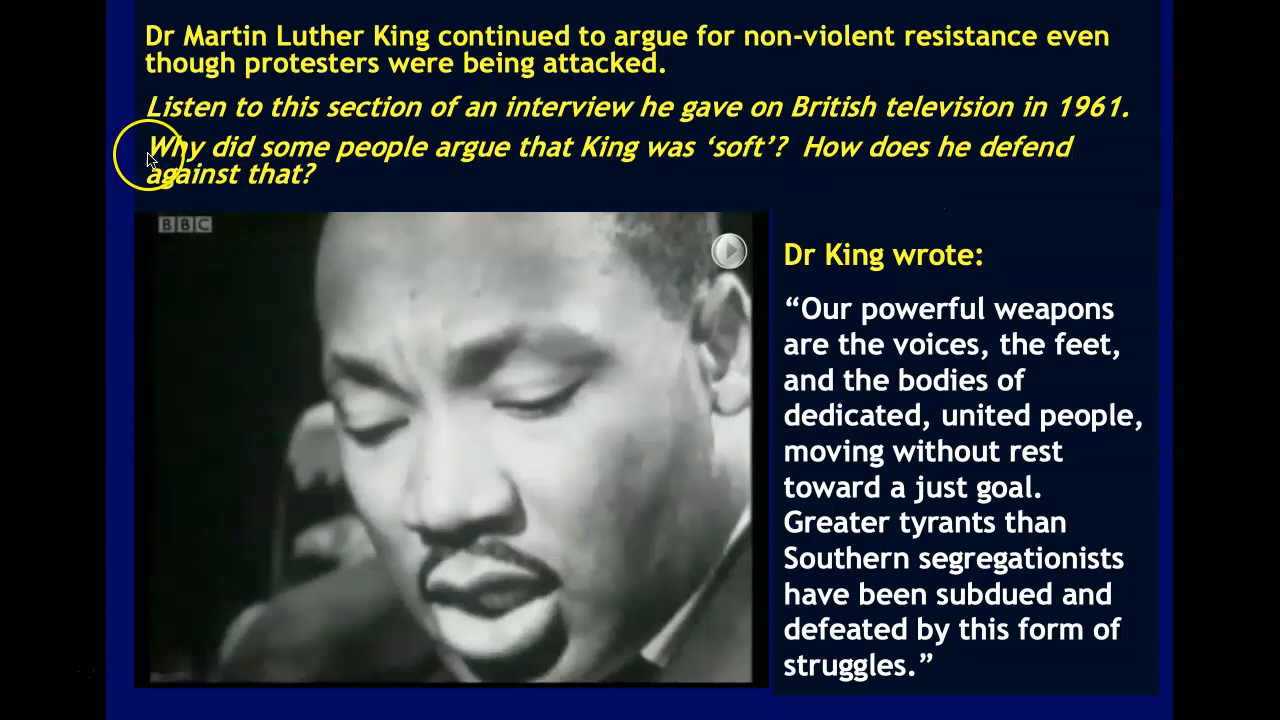 Dr Martin Luther King continued to argue for non-violent resistance even
though protesters were being attacked.
Listen to this section of an interview he gave on British television in 1961.
Why did some people argue that King was ‘soft’?  How does he defend
against that?
BBC
Dr King wrote:
“Our powerful weapons
are the voices, the feet,
and the bodies of
dedicated, united people,
moving without rest
toward a just goal.
Greater tyrants than
Southern segregationists
have been subdued and
defeated by this form of
struggles.”